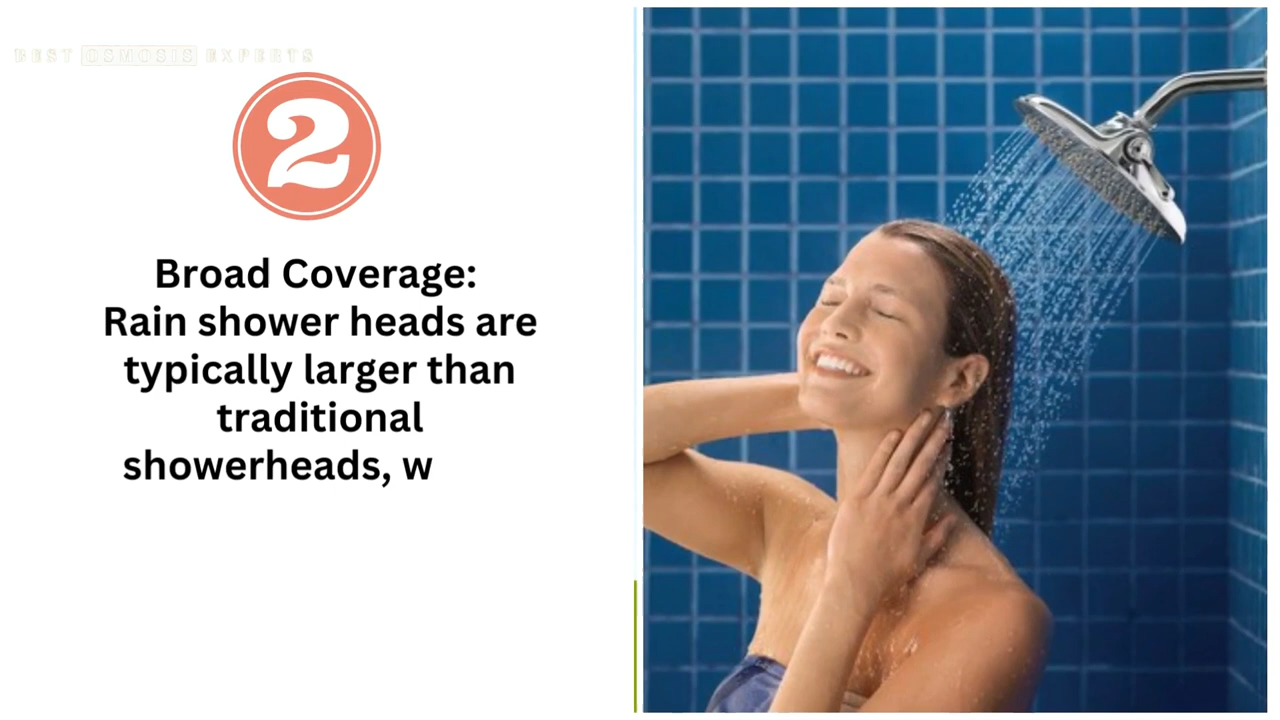 BEST OSMOSIS EXPERTS
2
Broad Coverage:
Rain shower heads are
typically larger than
traditional
showerheads, w